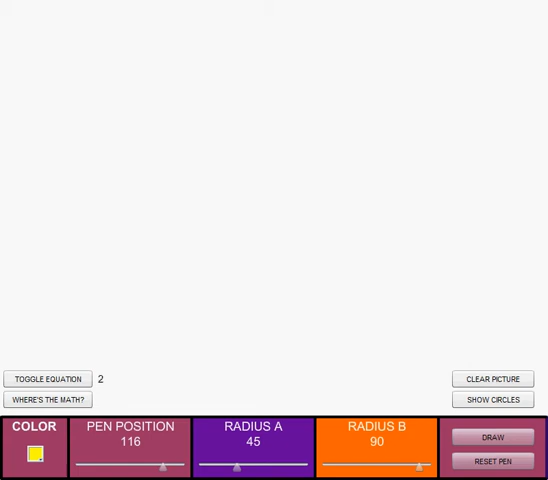 TOGGLE EQUATION 2
CLEAR PICTURE
WHERE'S THE MATH?
SHOW CIRCLES
COLOR
PEN POSITION
116
RADIUS A
45
RADIUS B
90
DRAW
RESET PEN